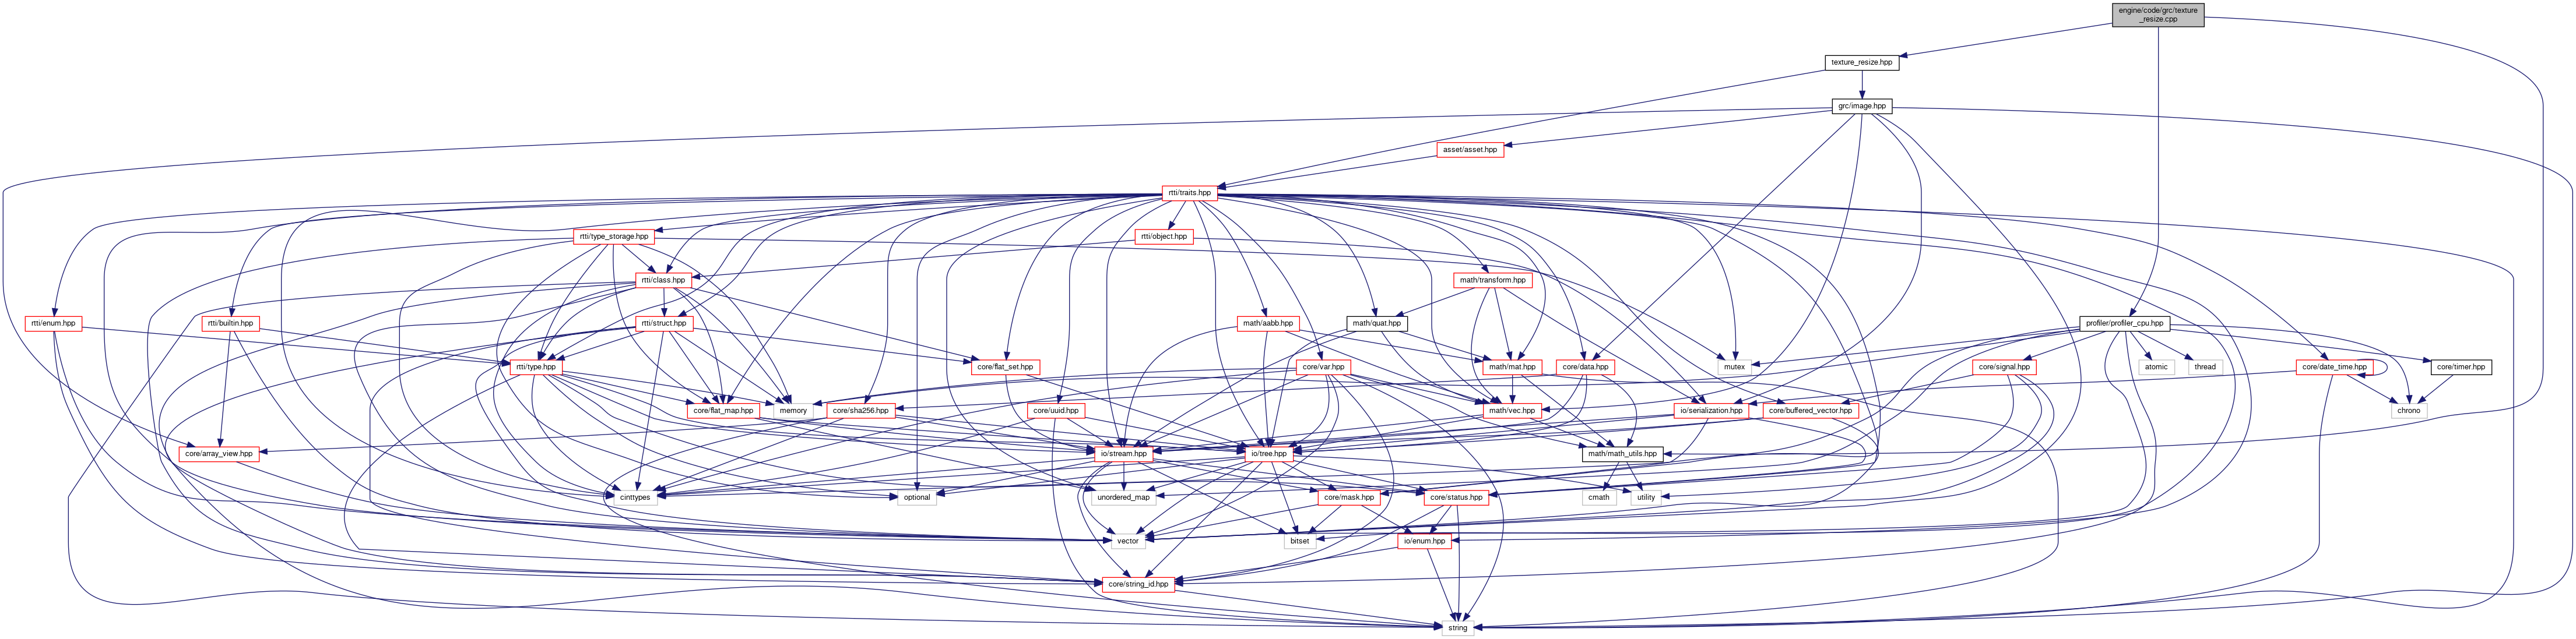 engine/code/grc/texture
_resize.cpp
texture_resize.hpp
grc/image.hpp
asset/asset.hpp
rtti/traits.hpp
rtti/type_storage.hpp
rtti/object.hpp
rtti/class.hpp
math/transform.hpp
rtti/enum.hpp
rtti/builtin.hpp
rtti/struct.hpp
math/aabb.hpp
math/quat.hpp
profiler/profiler_cpu.hpp
rtti/type.hpp
core/flat_set.hpp
core/var.hpp
math/mat.hpp
core/data.hpp
mutex
core/signal.hpp
atomic
thread
core/date_time.hpp
core/timer.hpp
core/flat_map.hpp
memory
core/sha256.hpp
core/uuid.hpp
math/vec.hpp
io/serialization.hpp
core/buffered_vector.hpp
chrono
core/array_view.hpp
io/stream.hpp
io/tree.hpp
math/math_utils.hpp
cinttypes
optional
unordered_map
core/mask.hpp
core/status.hpp
cmath
utility
vector
bitset
io/enum.hpp
core/string_id.hpp
string